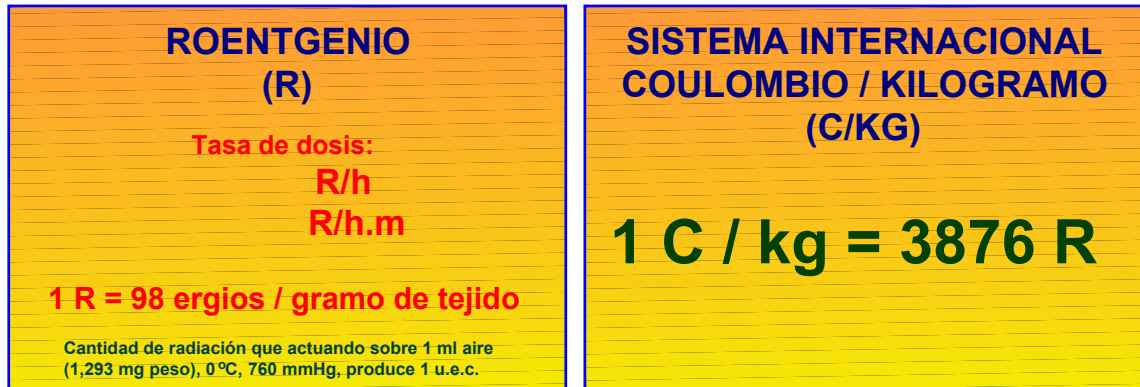 ROENTGENIO
(R)
Tasa de dosis:
R/h
R/h.m
1 R = 98 ergios / gramo de tejido
Cantidad de radiación que actuando sobre 1 ml aire
(1,293 mg peso), 0 ºC, 760 mmHg, produce 1 u.e.c.
SISTEMA INTERNACIONAL
COULOMBIO / KILOGRAMO
(C/KG)
1 C / kg = 3876 R